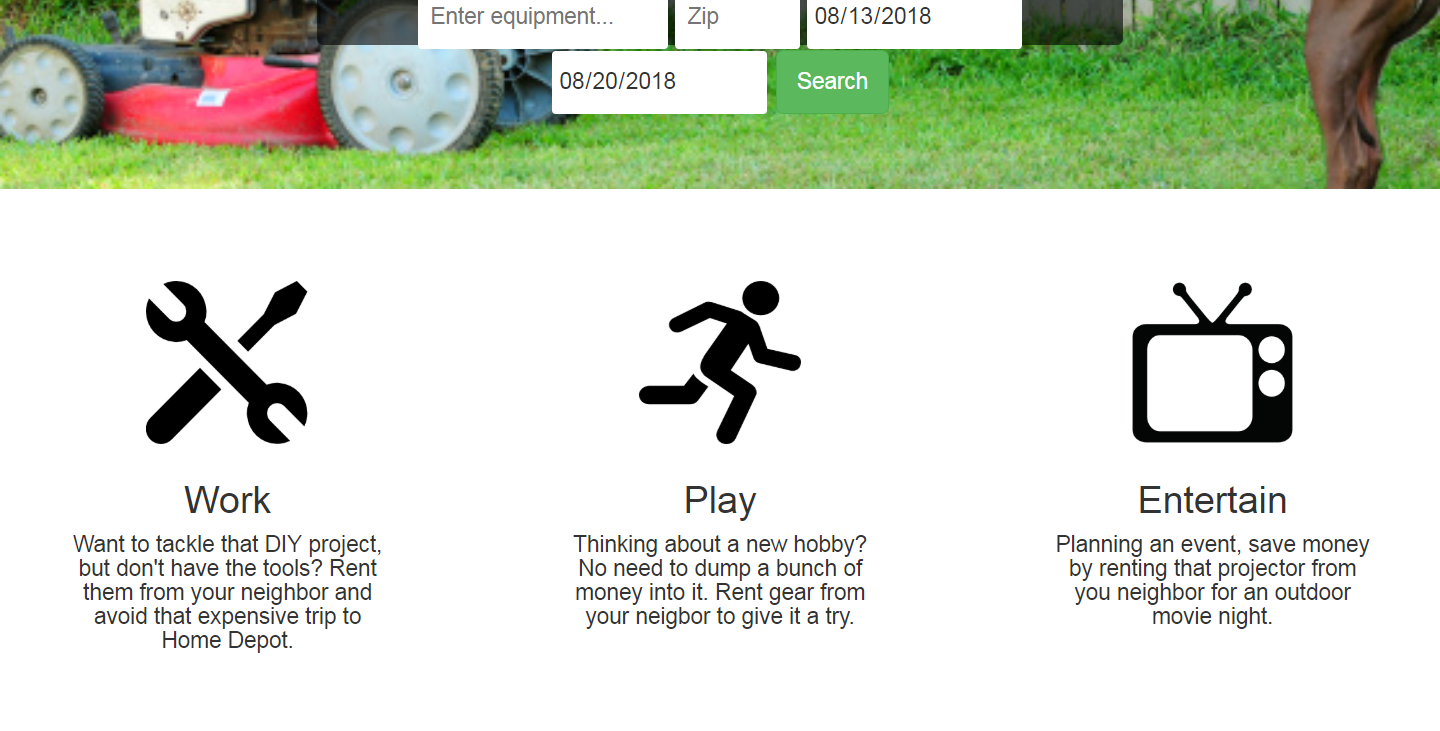 Enter equipment...
Zip
08/13/2018
08/20/2018
Search
Work
Want to tackle that DIY project,
but don't have the tools? Rent
them from your neighbor and
avoid that expensive trip to
Home Depot.
Play
Thinking about a new hobby?
No need to dump a bunch of
money into it. Rent gear from
your neigbor to give it a try.
Entertain
Planning an event, save money
by renting that projector from
you neighbor for an outdoor
movie night.